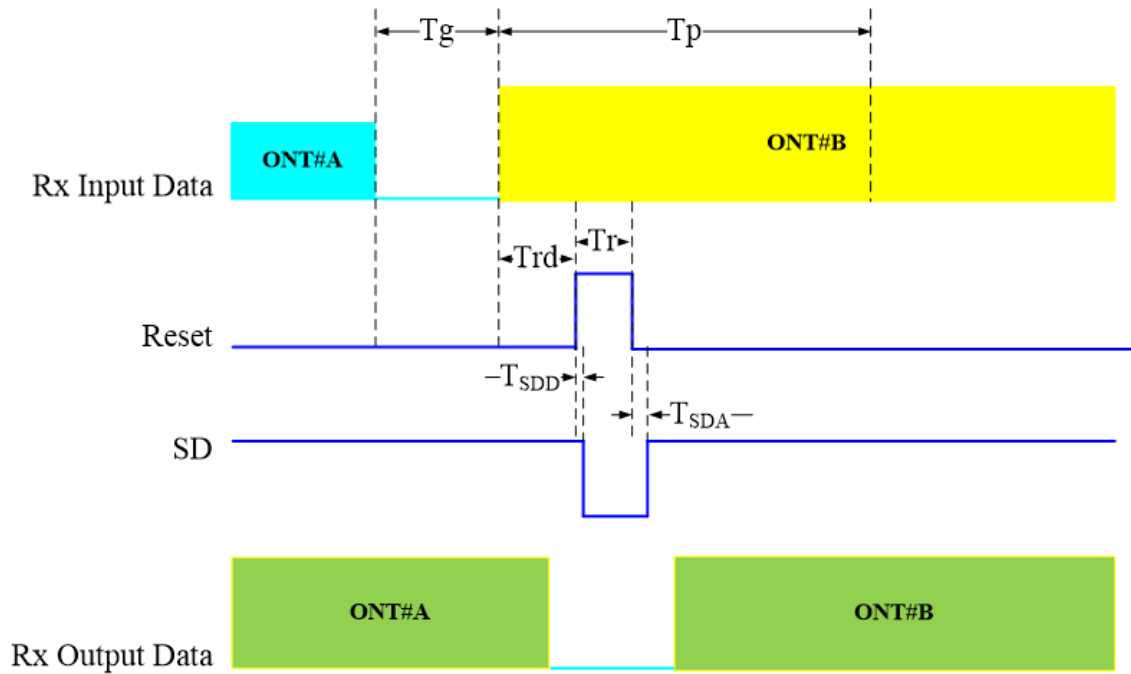 Tg
Tp
ONT#A
ONT#B
Rx Input Data
Tr
Trd
Reset
TSDD
TSDA
SD
ONT#A
ONT#B
Rx Output Data